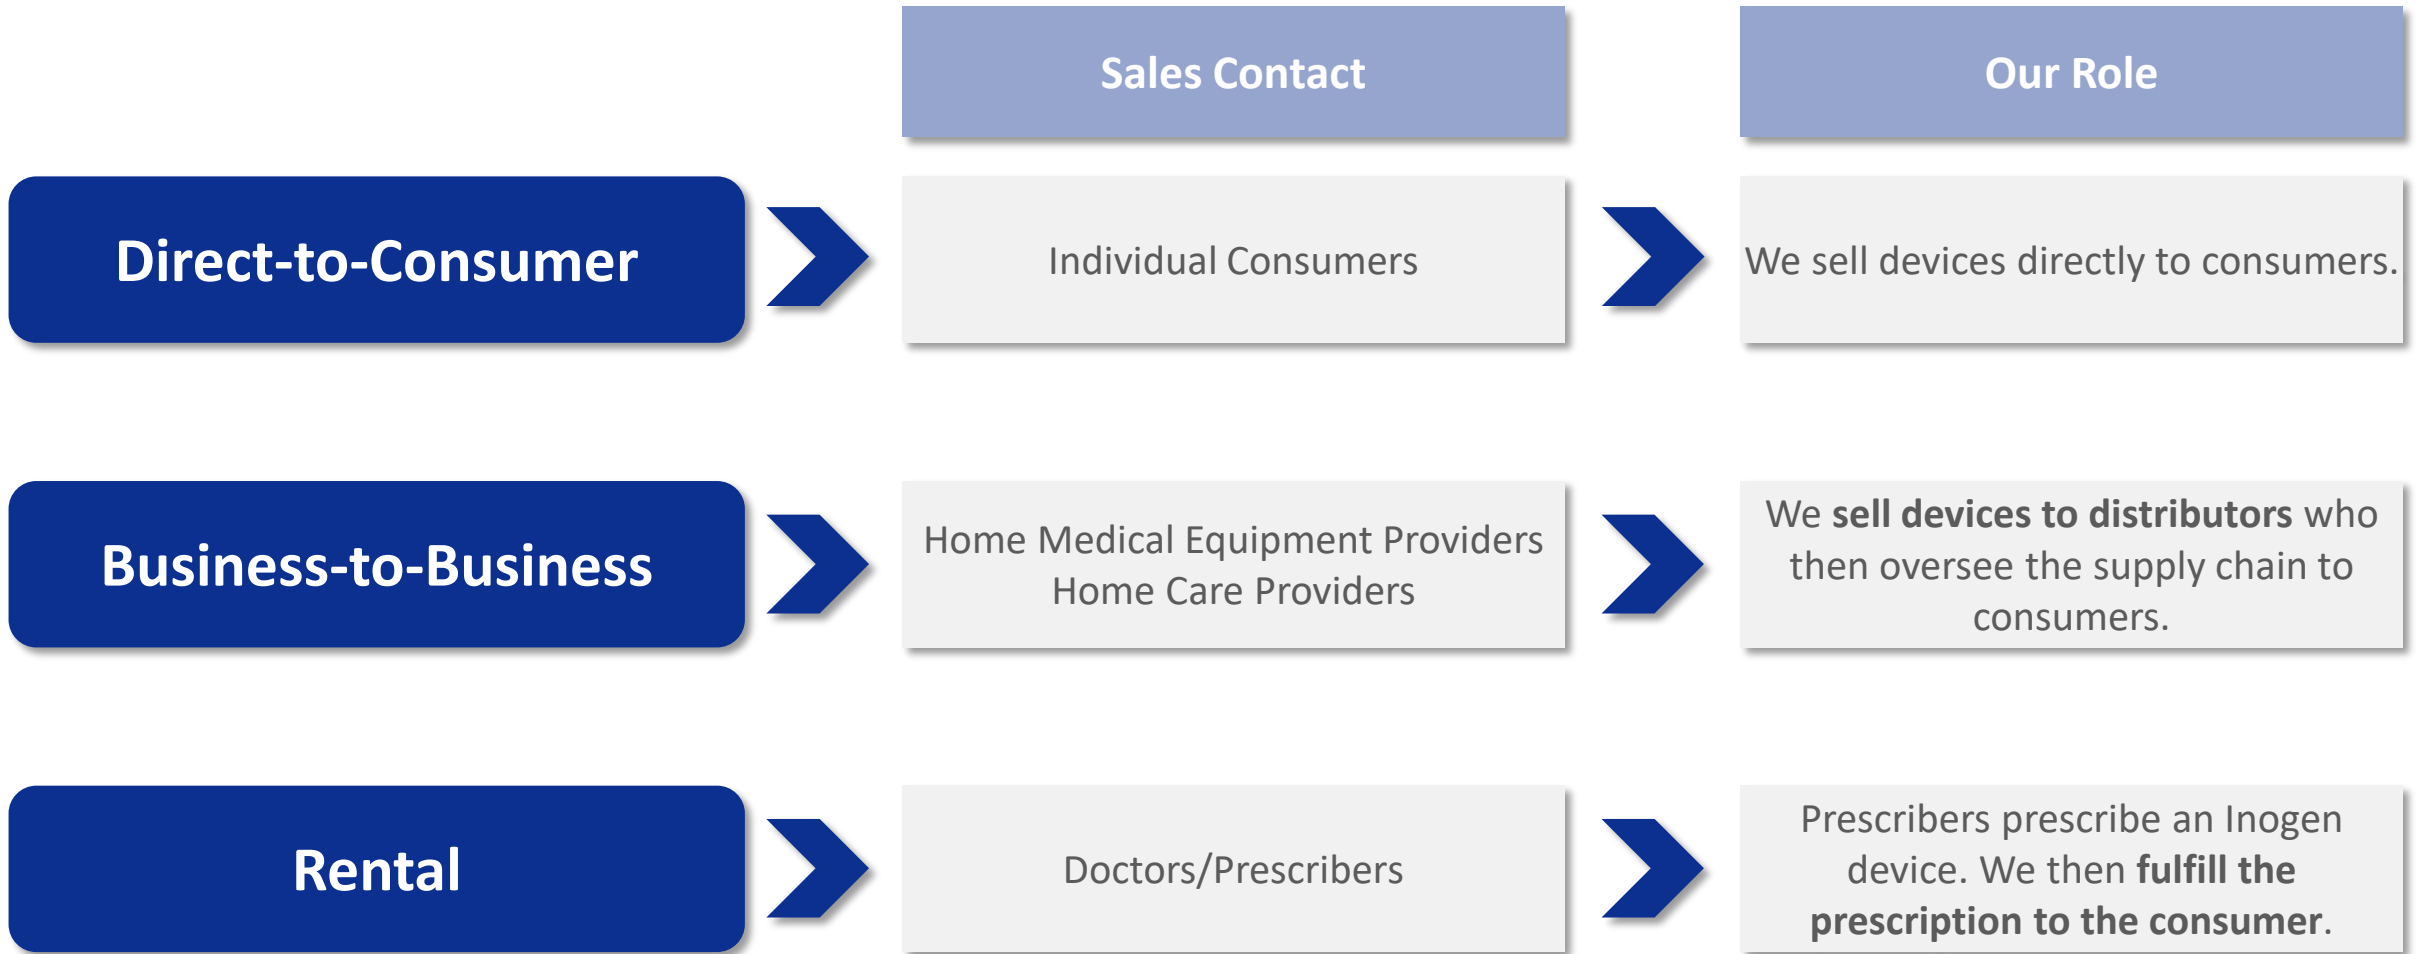 Sales Contact
Our Role
Direct-to-Consumer
Individual Consumers
We sell devices directly to consumers.
Business-to-Business
Home Medical Equipment Providers
Home Care Providers
We sell devices to distributors who
then oversee the supply chain to
consumers.
Rental
Doctors/Prescribers
Prescribers prescribe an Inogen
device. We then fulfill the
prescription to the consumer.